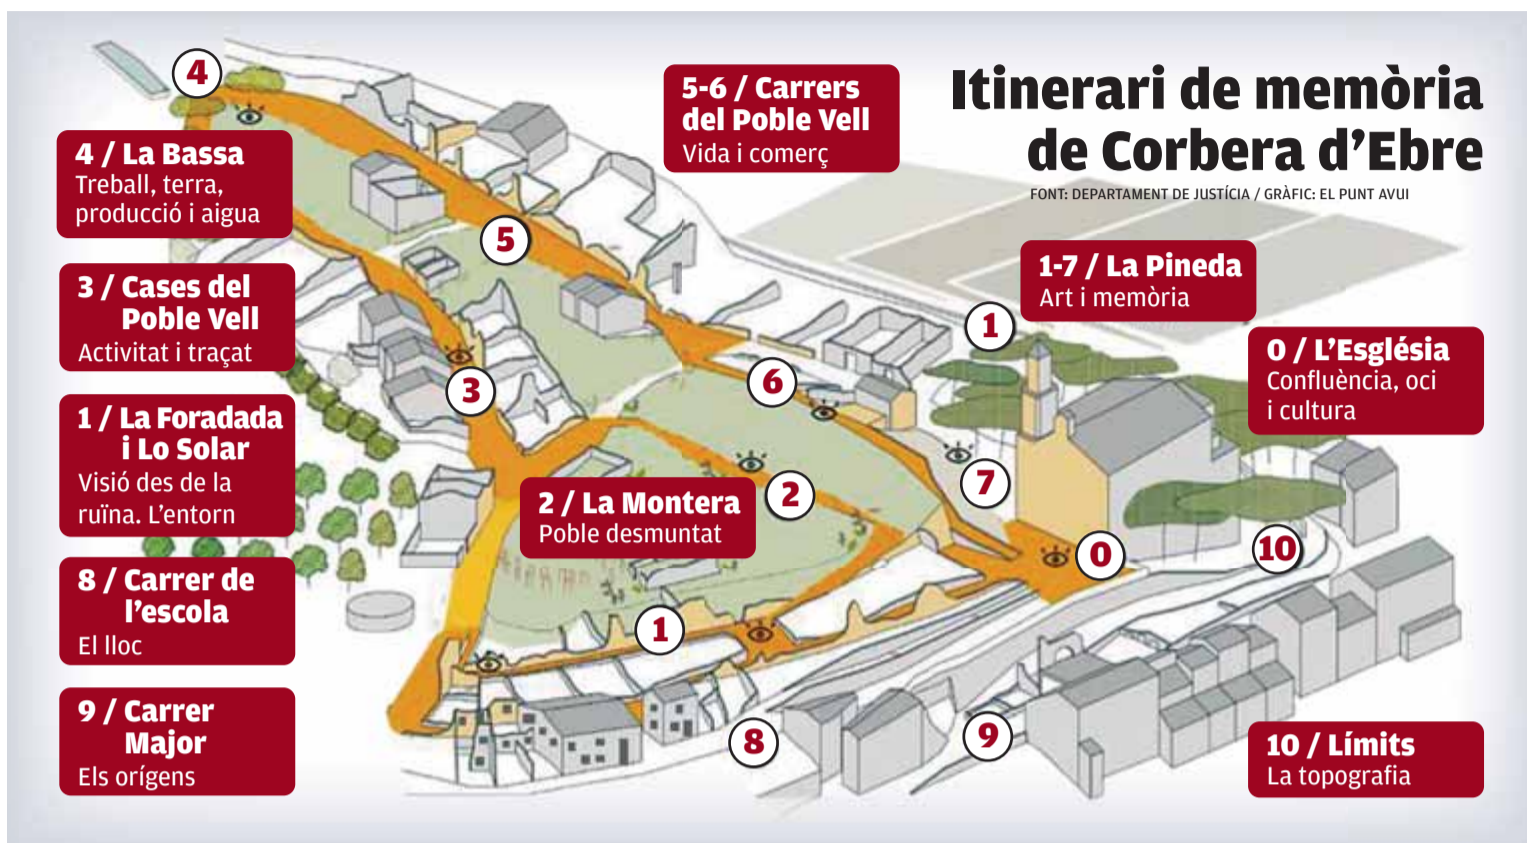 Itinerari de memòria
de Corbera d'Ebre
FONT: DEPARTAMENT DE JUSTÍCIA / GRÀFIC: EL PUNT AVUI
4
4 / La Bassa
Treball, terra,
producció i aigua
3 / Cases del
Poble Vell
Activitat i traçat
1 / La Foradada
i Lo Solar
Visió des de la
ruïna. L'entorn
8 / Carrer de
l'escola
El lloc
9 / Carrer
Major
Els orígens
5-6 / Carrers
del Poble Vell
Vida i comerç
5
3
6
2 / La Montera
Poble desmuntat
2
1
1-7 / La Pineda
Art i memòria
1
0 / L'Església
Confluència, oci
i cultura
7
0
10
8
9
10 / Límits
La topografia